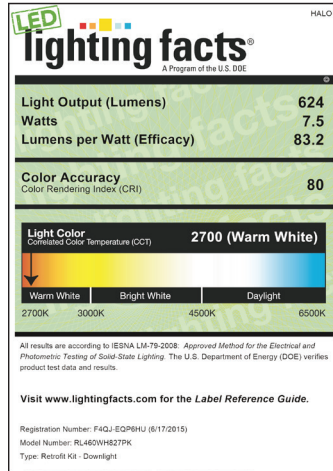 HALO
LED
lighting facts®
A Program of the U.S. DOE
Light Output (Lumens) 624
Watts 7.5
Lumens per Watt (Efficacy) 83.2
Color Accuracy 80
Color Rendering Index (CRI)
Light Color 2700 (Warm White)
Correlated Color Temperature (CCT)
Warm White Bright White Daylight
2700K 3000K 4500K 6500K
All results are according to IESNA LM-79-2008: Approved Method for the Electrical and
Photometric Testing of Solid-State Lighting. The U.S. Department of Energy (DOE) verifies
product test data and results.
Visit www.lightingfacts.com for the Label Reference Guide.
Registration Number: F4QJ-EQP6HU (6/17/2015)
Model Number: RL460WH827PK
Type: Retrofit Kit - Downlight